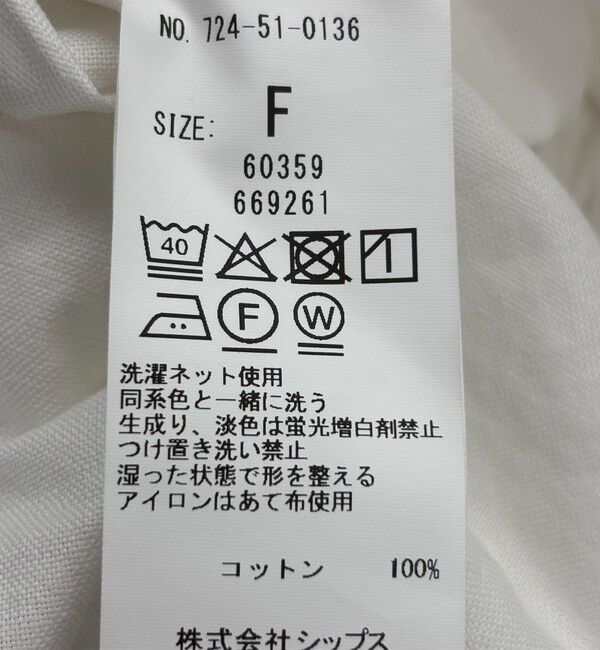 NO. 724-51-0136
SIZE: F
60359
669261
40
F W
洗濯ネット使用
同系色と一緒に洗う
生成り、淡色は蛍光増白剤禁止
つけ置き洗い禁止
湿った状態で形を整える
アイロンはあて布使用
コットン 100%
株式会社シップス